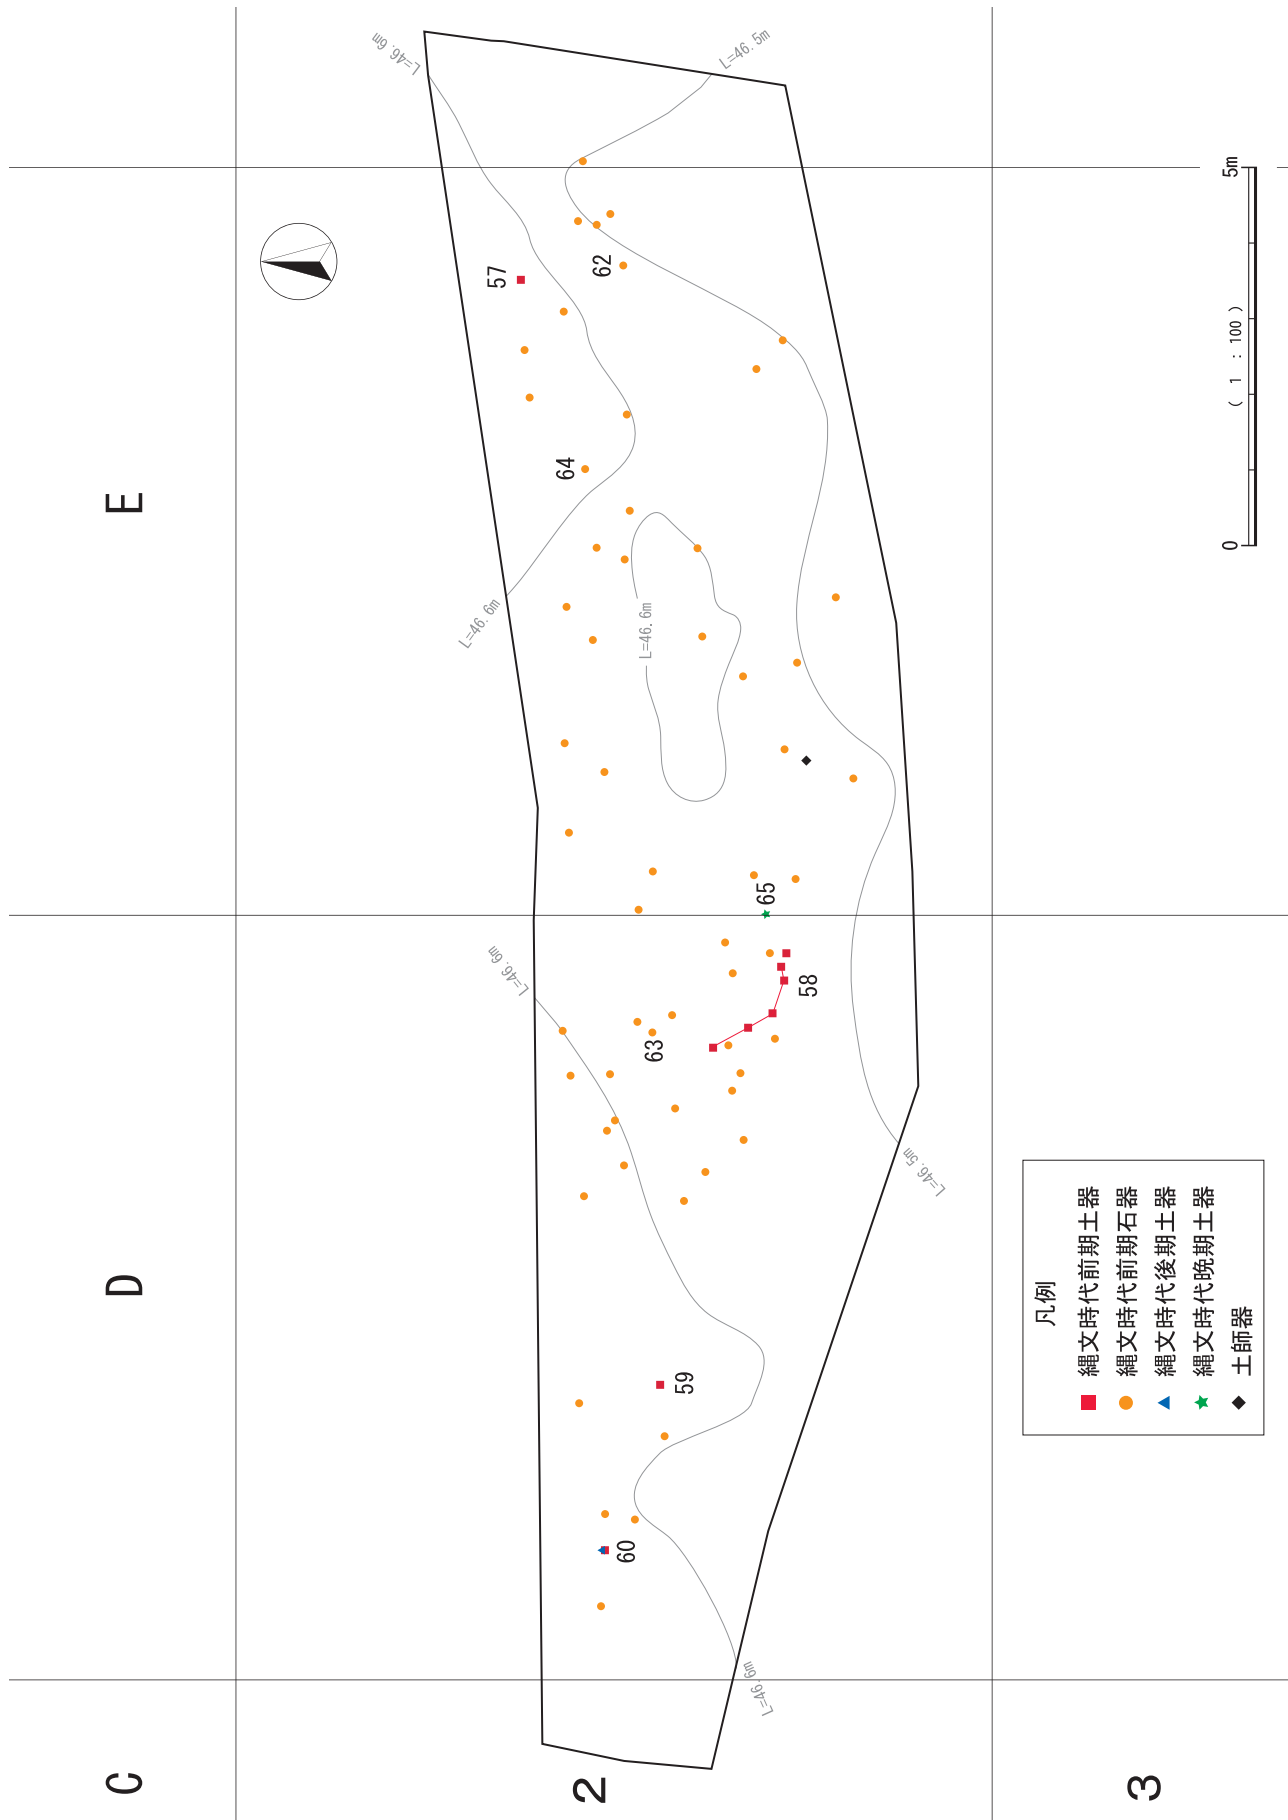 C
D
E
2
3
L=46.6m
L=46.5m
L=46.6m
L=46.6m
L=46.6m
L=46.5m
L=46.6m
57
62
64
65
58
63
59
60
凡例
縄文時代前期土器
縄文時代前期石器
縄文時代後期土器
縄文時代晩期土器
土師器
0
( 1 : 100 )
5m